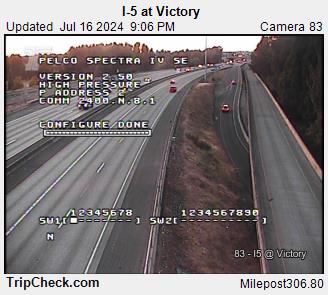 I-5 at Victory
Updated Jul 16 2024 9:06 PM Camera 83
PELCO SPECTRA IV SE
VERSION 2.50
HIGH PRESSURE
P ADDRESS 2
COMM 2400.N.8.1
CONFIGURE DONE
12345678 1234567890
SW1[ ------] SW2[----------]
N
83 - I5 @ Victory
TripCheck.com Milepost306.80